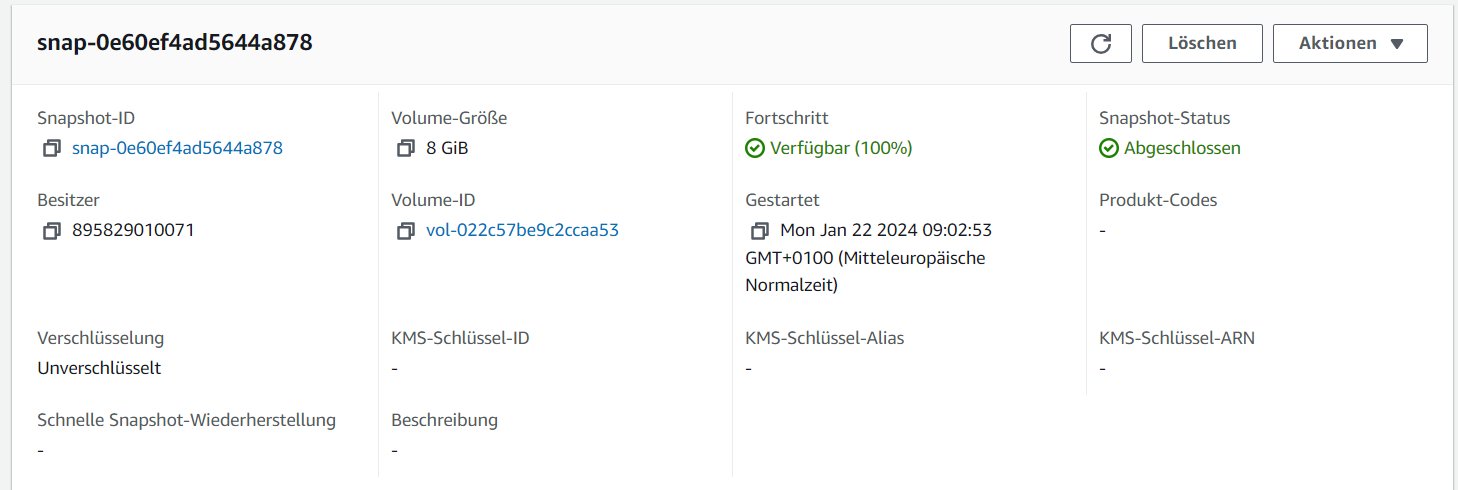 snap-0e60ef4ad5644a878
Löschen
Aktionen
Snapshot-ID
snap-0e60ef4ad5644a878
Volume-Größe
8 GiB
Fortschritt
Verfügbar (100%)
Snapshot-Status
Abgeschlossen
Besitzer
895829010071
Volume-ID
vol-022c57be9c2ccaa53
Gestartet
Mon Jan 22 2024 09:02:53
GMT+0100 (Mitteleuropäische
Normalzeit)
Produkt-Codes
-
Verschlüsselung
Unverschlüsselt
KMS-Schlüssel-ID
-
KMS-Schlüssel-Alias
-
KMS-Schlüssel-ARN
-
Schnelle Snapshot-Wiederherstellung
-
Beschreibung
-